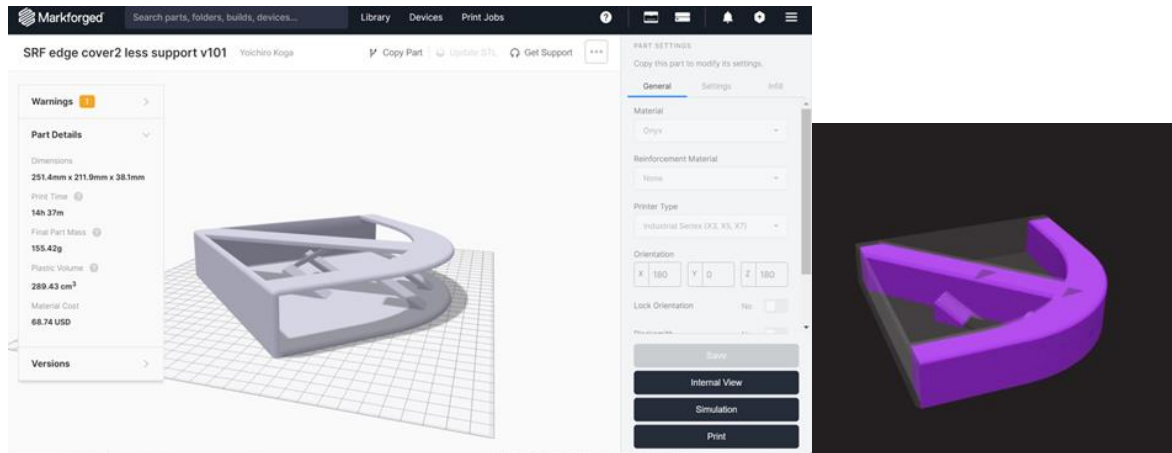 Markforged
Search parts, folders, builds, devices...
Library Devices Print Jobs
SRF edge cover2 less support v101 Yoichiro Koga
Copy Part Update STL Get Support
Warnings 1
Part Details
Dimensions
251.4mm x 211.9mm x 38.1mm
Print Time
14h 37m
Final Part Mass
155.42g
Plastic Volume
289.43 cm³
Material Cost
68.74 USD
Versions
PART SETTINGS
Copy this part to modify its settings.
General Settings Infill
Material
Onyx
Reinforcement Material
None
Printer Type
Industrial Series (X3, X5, X7)
Orientation
X 180 Y 0 Z 180
Lock Orientation No
Save
Internal View
Simulation
Print